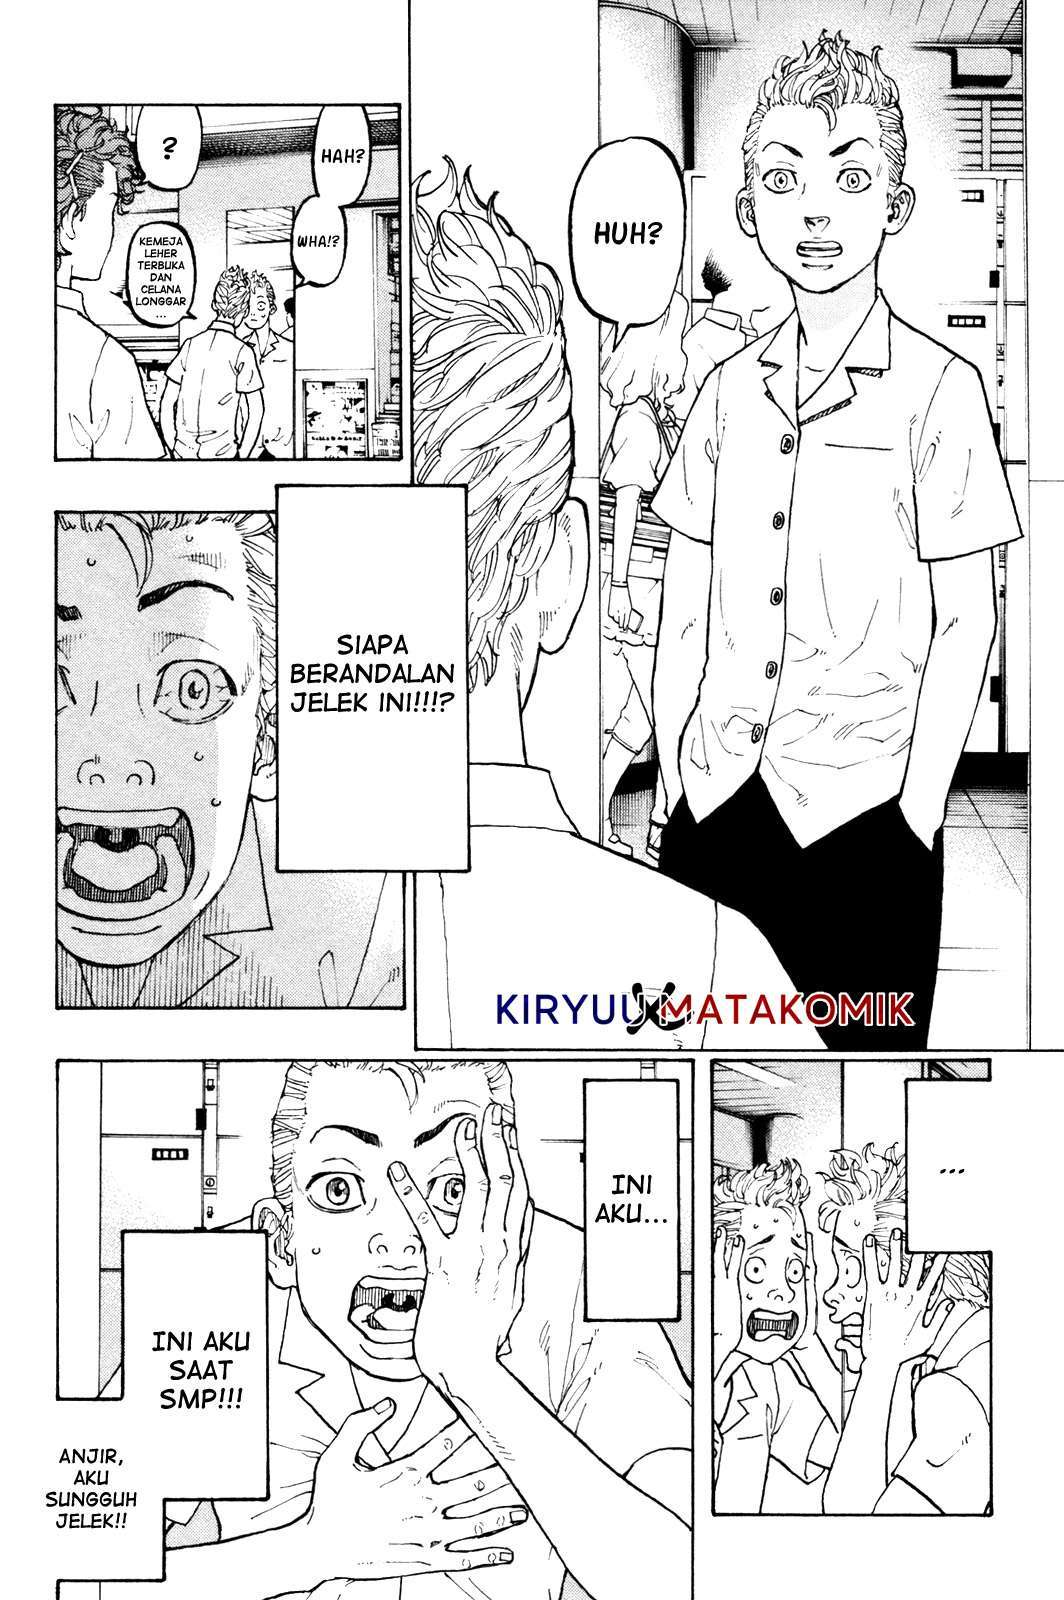 HUH?
HAH?
WHA!?
?
KEMEJA
LEHER
TERBUKA
DAN
CELANA
LONGGAR
...
SIAPA
BERANDALAN
JELEK INI!!!?
KIRYUU X MATAKOMIK
...
INI
AKU...
INI AKU
SAAT
SMP!!!
ANJIR,
AKU
SUNGGUH
JELEK!!